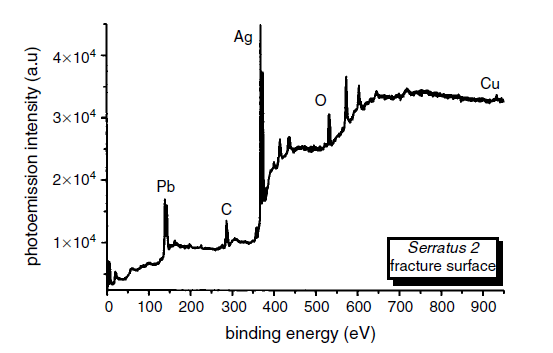 photoemission intensity (a.u)
4×10⁴
3×10⁴
2×10⁴
1×10⁴
Ag
Pb
C
O
Cu
Serratus 2
fracture surface
0 100 200 300 400 500 600 700 800 900
binding energy (eV)